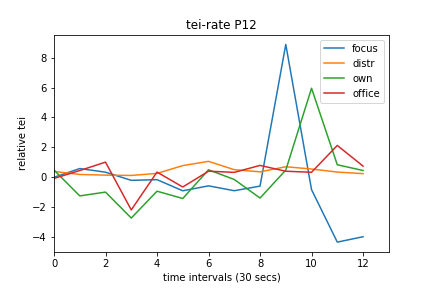 tei-rate P12
focus
distr
own
office
relative tei
8
6
4
2
0
−2
−4
0 2 4 6 8 10 12
time intervals (30 secs)